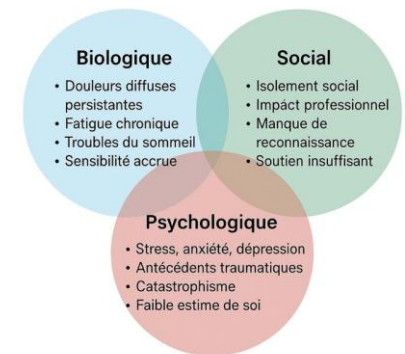 Biologique
• Douleurs diffuses
persistantes
• Fatigue chronique
• Troubles du sommeil
• Sensibilité accrue
Social
• Isolement social
• Impact professionnel
• Manque de
reconnaissance
• Soutien insuffisant
Psychologique
• Stress, anxiété, dépression
• Antécédents traumatiques
• Catastrophisme
• Faible estime de soi